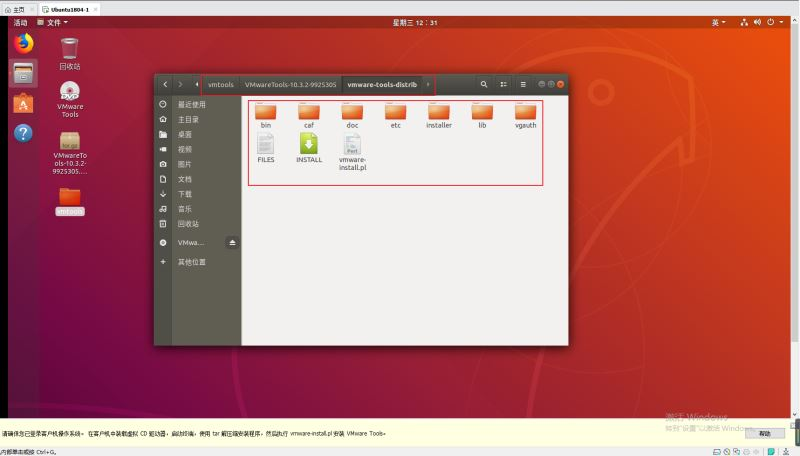 主页
Ubuntu1804-1
活动
文件
星期三 12：31
英
回收站
VMware
Tools
tar.gz
VMwareTo
ols-10.3.2-
9925305....
vmtools
vmtools
VMwareTools-10.3.2-9925305
vmware-tools-distrib
最近使用
主目录
桌面
视频
图片
文档
下载
音乐
回收站
VMwa...
其他位置
bin
caf
doc
etc
installer
lib
vgauth
FILES
INSTALL
Perl
vmware-
install.pl
激活 Windows
转到"设置"以激活 Windows。
请确保您已登录客户机操作系统。在客户机中装载虚拟 CD 驱动器，启动终端，使用 tar 解压缩安装程序，然后执行 vmware-install.pl 安装 VMware Tools。
帮助
内部单击或按 Ctrl+G。